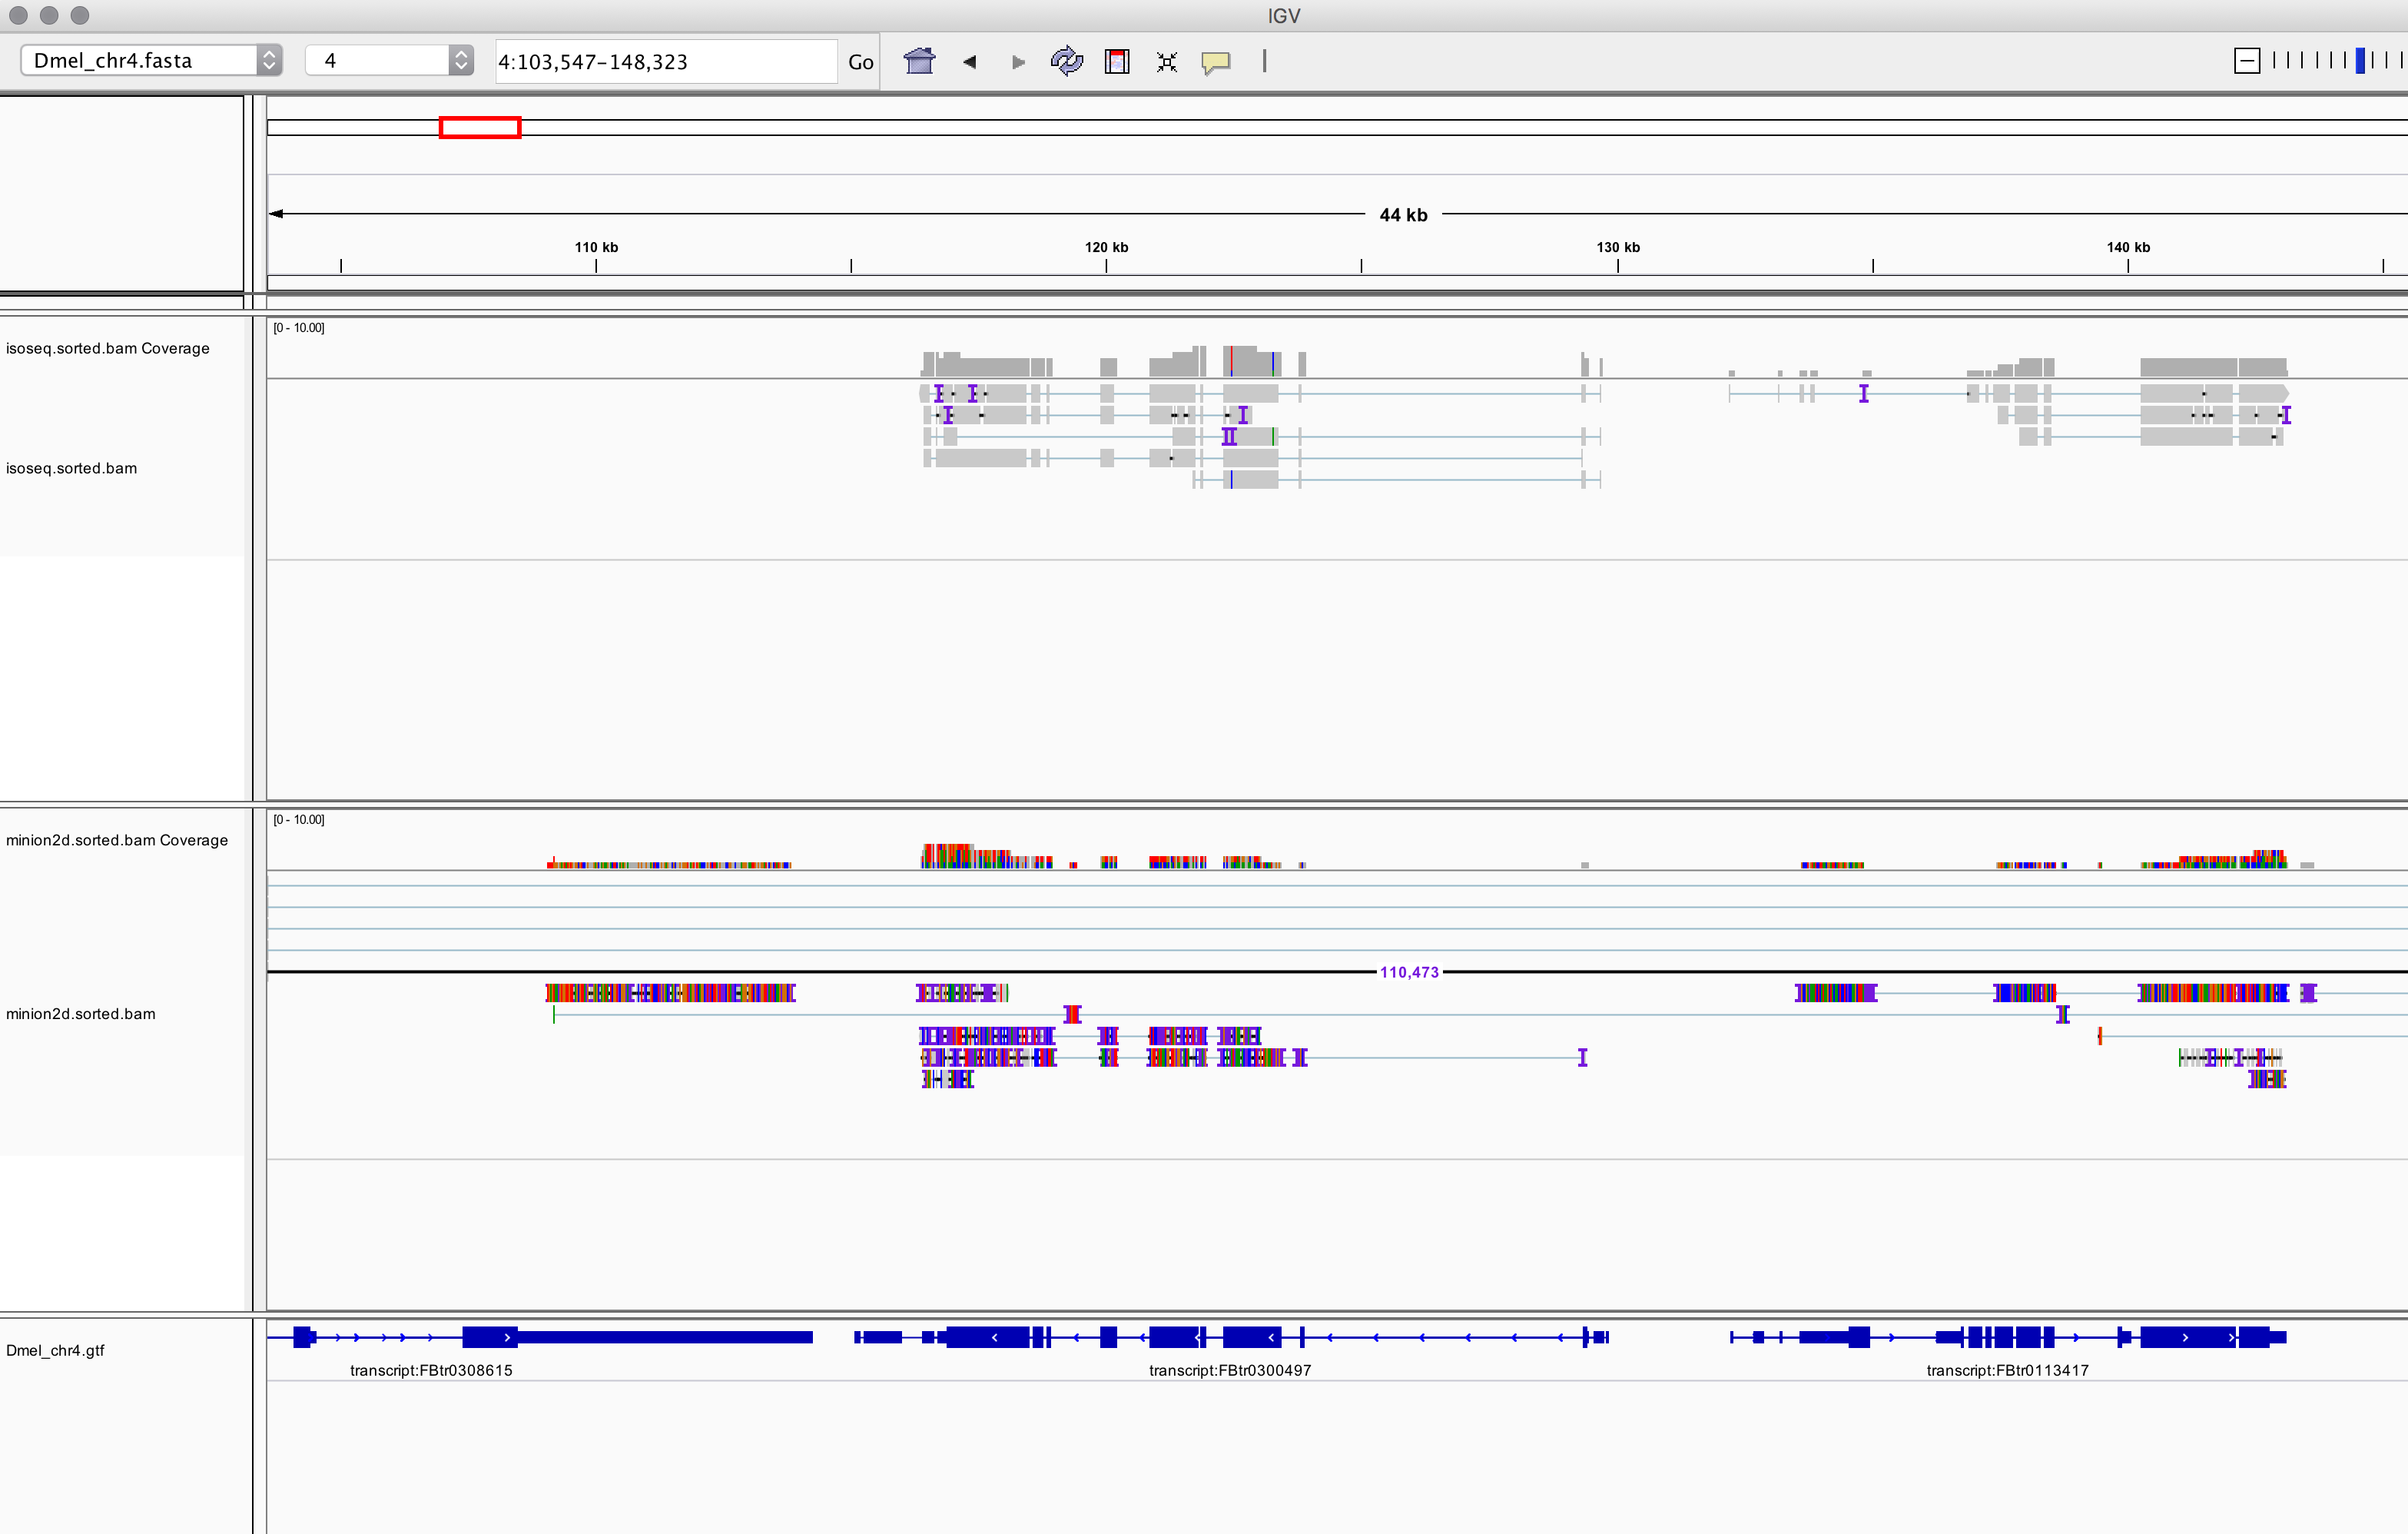 IGV
Dmel_chr4.fasta
4
4:103,547-148,323
Go
44 kb
110 kb
120 kb
130 kb
140 kb
[0 - 10.00]
isoseq.sorted.bam Coverage
isoseq.sorted.bam
[0 - 10.00]
minion2d.sorted.bam Coverage
110,473
minion2d.sorted.bam
Dmel_chr4.gtf
transcript:FBtr0308615
transcript:FBtr0300497
transcript:FBtr0113417